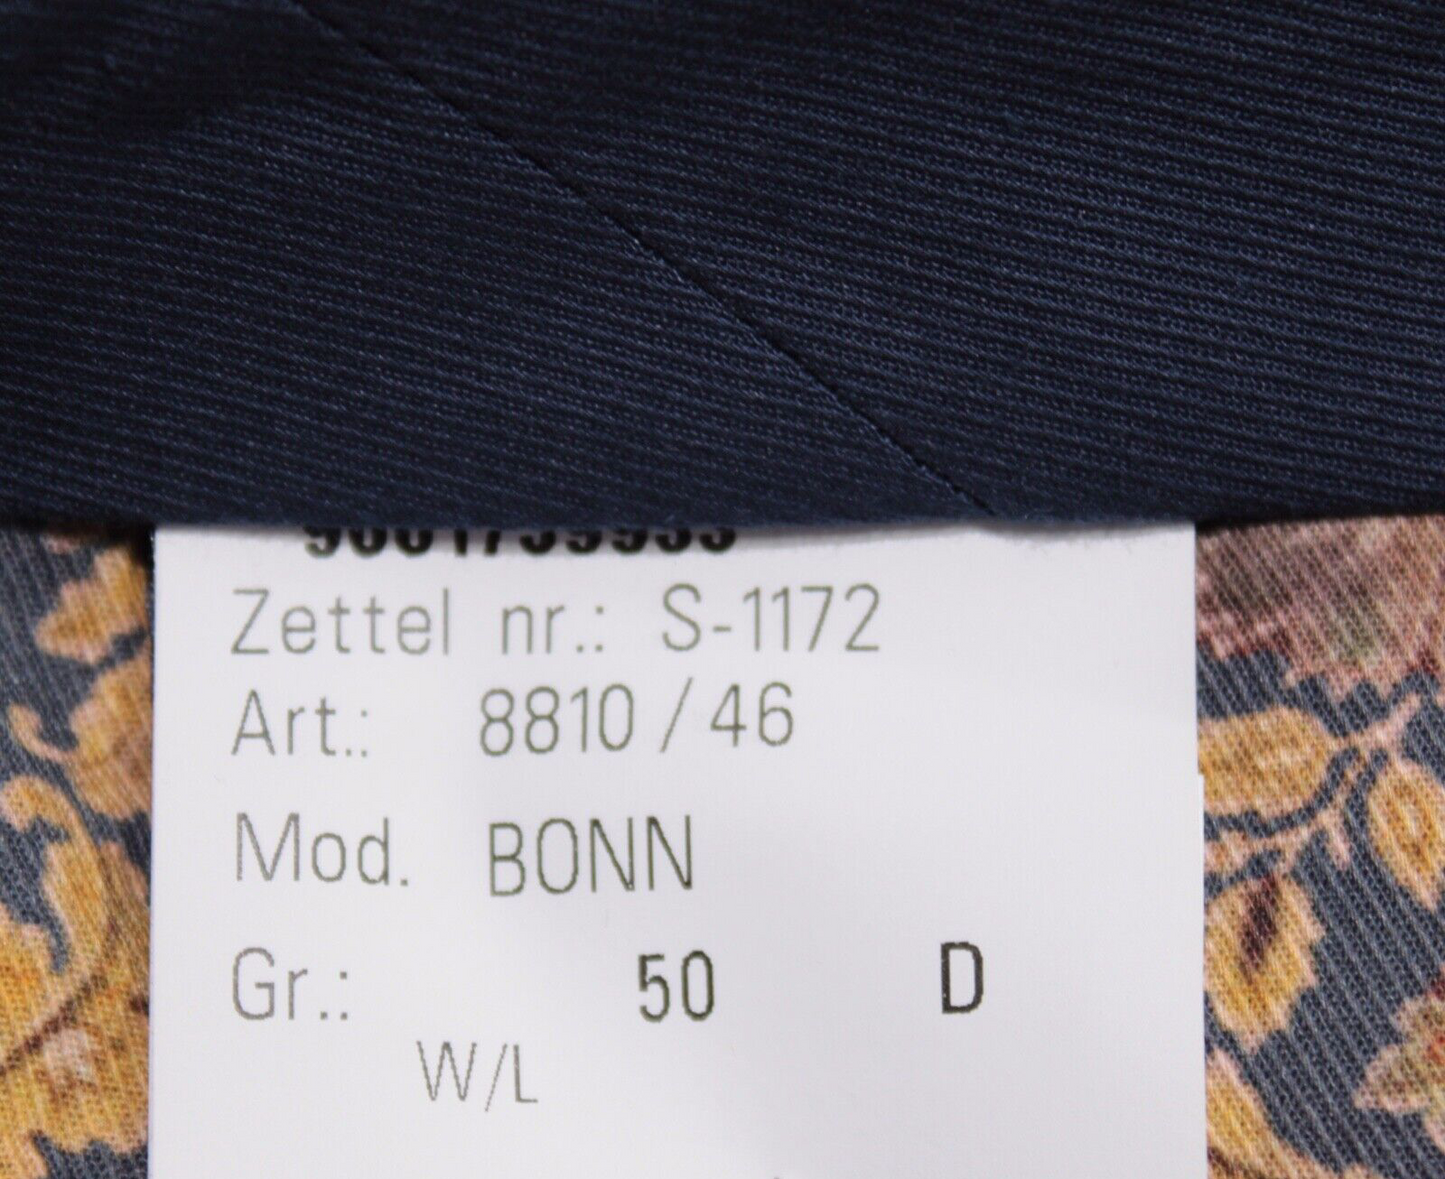 Zettel nr.: S-1172
Art.: 8810 / 46
Mod. BONN
Gr.: 50 D
W/L